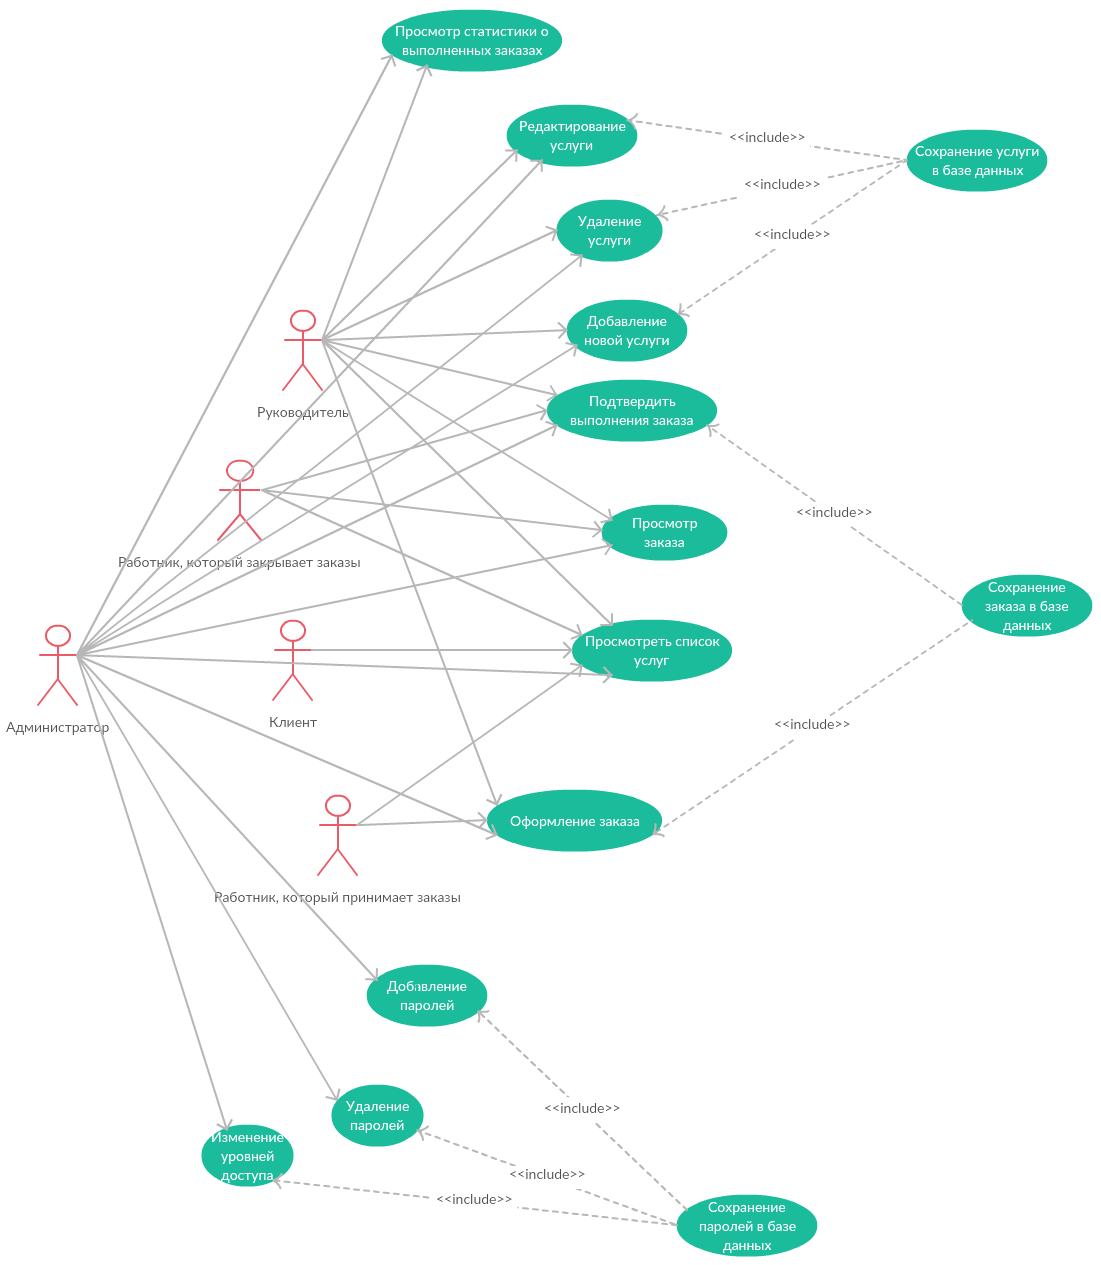 Просмотр статистики о
выполненных заказах
Редактирование
услуги
<<include>>
Сохранение услуги
в базе данных
<<include>>
Удаление
услуги
<<include>>
Добавление
новой услуги
Руководитель
Подтвердить
выполнения заказа
<<include>>
Просмотр
заказа
Работник, который закрывает заказы
Сохранение
заказа в базе
данных
Просмотреть список
услуг
Администратор
Клиент
<<include>>
Оформление заказа
Работник, который принимает заказы
Добавление
паролей
<<include>>
Удаление
паролей
Изменение
уровней
доступа
<<include>>
<<include>>
Сохранение
паролей в базе
данных